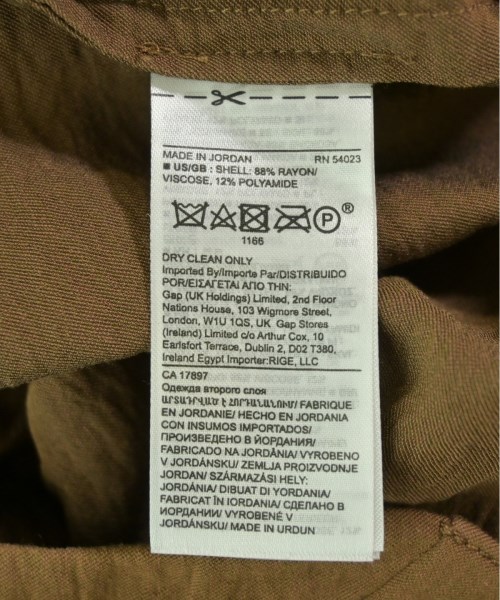 MADE IN JORDAN RN 54023
■ US/GB : SHELL: 88% RAYON/
VISCOSE, 12% POLYAMIDE
P ®
1166
DRY CLEAN ONLY
Imported By/Importe Par/DISTRIBUIDO
POR/ΕΙΣΑΓΕΤΑΙ ΑΠΟ ΤΗΝ:
Gap (UK Holdings) Limited, 2nd Floor
Nations House, 103 Wigmore Street,
London, W1U 1QS, UK Gap Stores
(Ireland) Limited c/o Arthur Cox, 10
Earlsfort Terrace, Dublin 2, D02 T380,
Ireland Egypt Importer:RIGE, LLC
CA 17897
Одежда второго слоя
ԱՐՏԱԴՐՎԱԾ Է ՀՈՐԴԱՆԱՆՈՒՄ/ FABRIQUE
EN JORDANIE/ HECHO EN JORDANIA
CON INSUMOS IMPORTADOS/
ПРОИЗВЕДЕНО В ЙОРДАНИЯ/
FABRICADO NA JORDÂNIA/ VYROBENO
V JORDÁNSKU/ ZEMLJA PROIZVODNJE
JORDAN/ SZÁRMAZÁSI HELY:
JORDÁNIA/ DIBUAT DI YORDANIA/
FABRICAT ÎN IORDANIA/ СДЕЛАНО В
ИОРДАНИИ/ VYROBENÉ V
JORDÁNSKU/ MADE IN URDUN